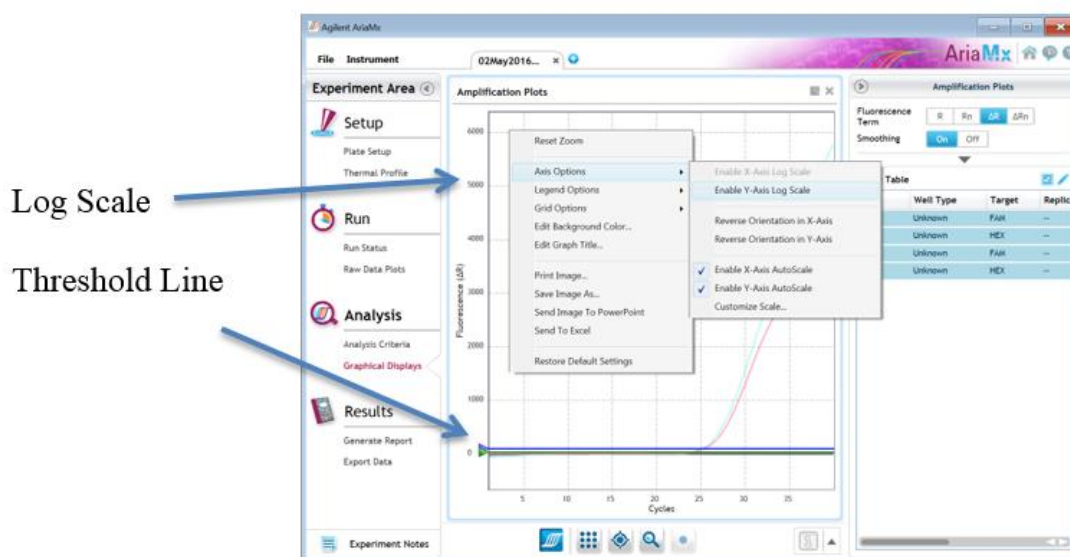 Log Scale
Threshold Line
Agilent AriaMx
File Instrument
02May2016...
AriaMx
Experiment Area
Setup
Plate Setup
Thermal Profile
Run
Run Status
Raw Data Plots
Analysis
Analysis Criteria
Graphical Displays
Results
Generate Report
Export Data
Experiment Notes
Amplification Plots
6000
5000
4000
3000
2000
1000
0
Fluorescence (ΔR)
5 10 15 20 25 30 35
Cycles
Reset Zoom
Axis Options
Legend Options
Grid Options
Edit Background Color...
Edit Graph Title...
Print Image...
Save Image As...
Send Image To PowerPoint
Send To Excel
Restore Default Settings
Enable X-Axis Log Scale
Enable Y-Axis Log Scale
Reverse Orientation in X-Axis
Reverse Orientation in Y-Axis
Enable X-Axis AutoScale
Enable Y-Axis AutoScale
Customize Scale...
Amplification Plots
Fluorescence Term
R Rn ΔR ΔRn
Smoothing
On Off
Table
Well Type Target Replic
Unknown FAM --
Unknown HEX --
Unknown FAM --
Unknown HEX --